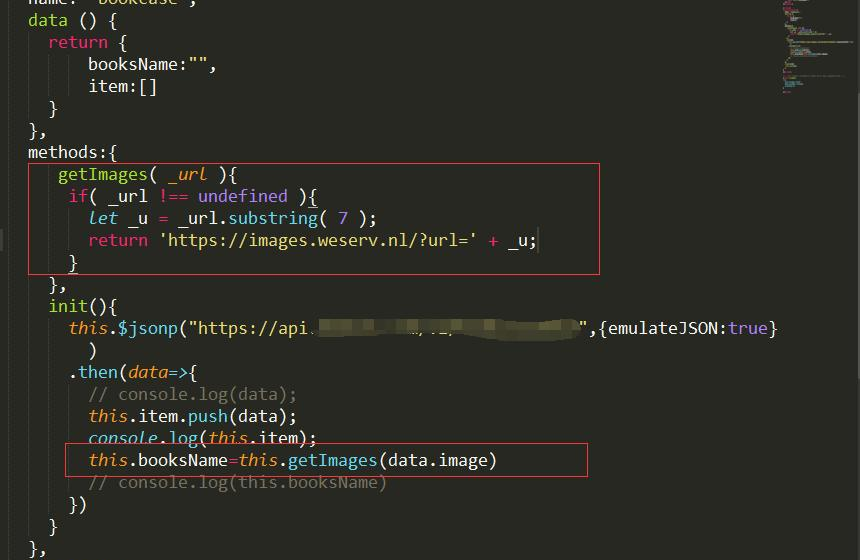 name: "bookcase",
data () {
return {
booksName:"",
item:[]
}
},
methods:{
getImages( _url ){
if( _url !== undefined ){
let _u = _url.substring( 7 );
return 'https://images.weserv.nl/?url=' + _u;
}
},
init(){
this.$jsonp("https://api. ",{emulateJSON:true}
)
.then(data=>{
// console.log(data);
this.item.push(data);
console.log(this.item);
this.booksName=this.getImages(data.image)
// console.log(this.booksName)
})
}
},